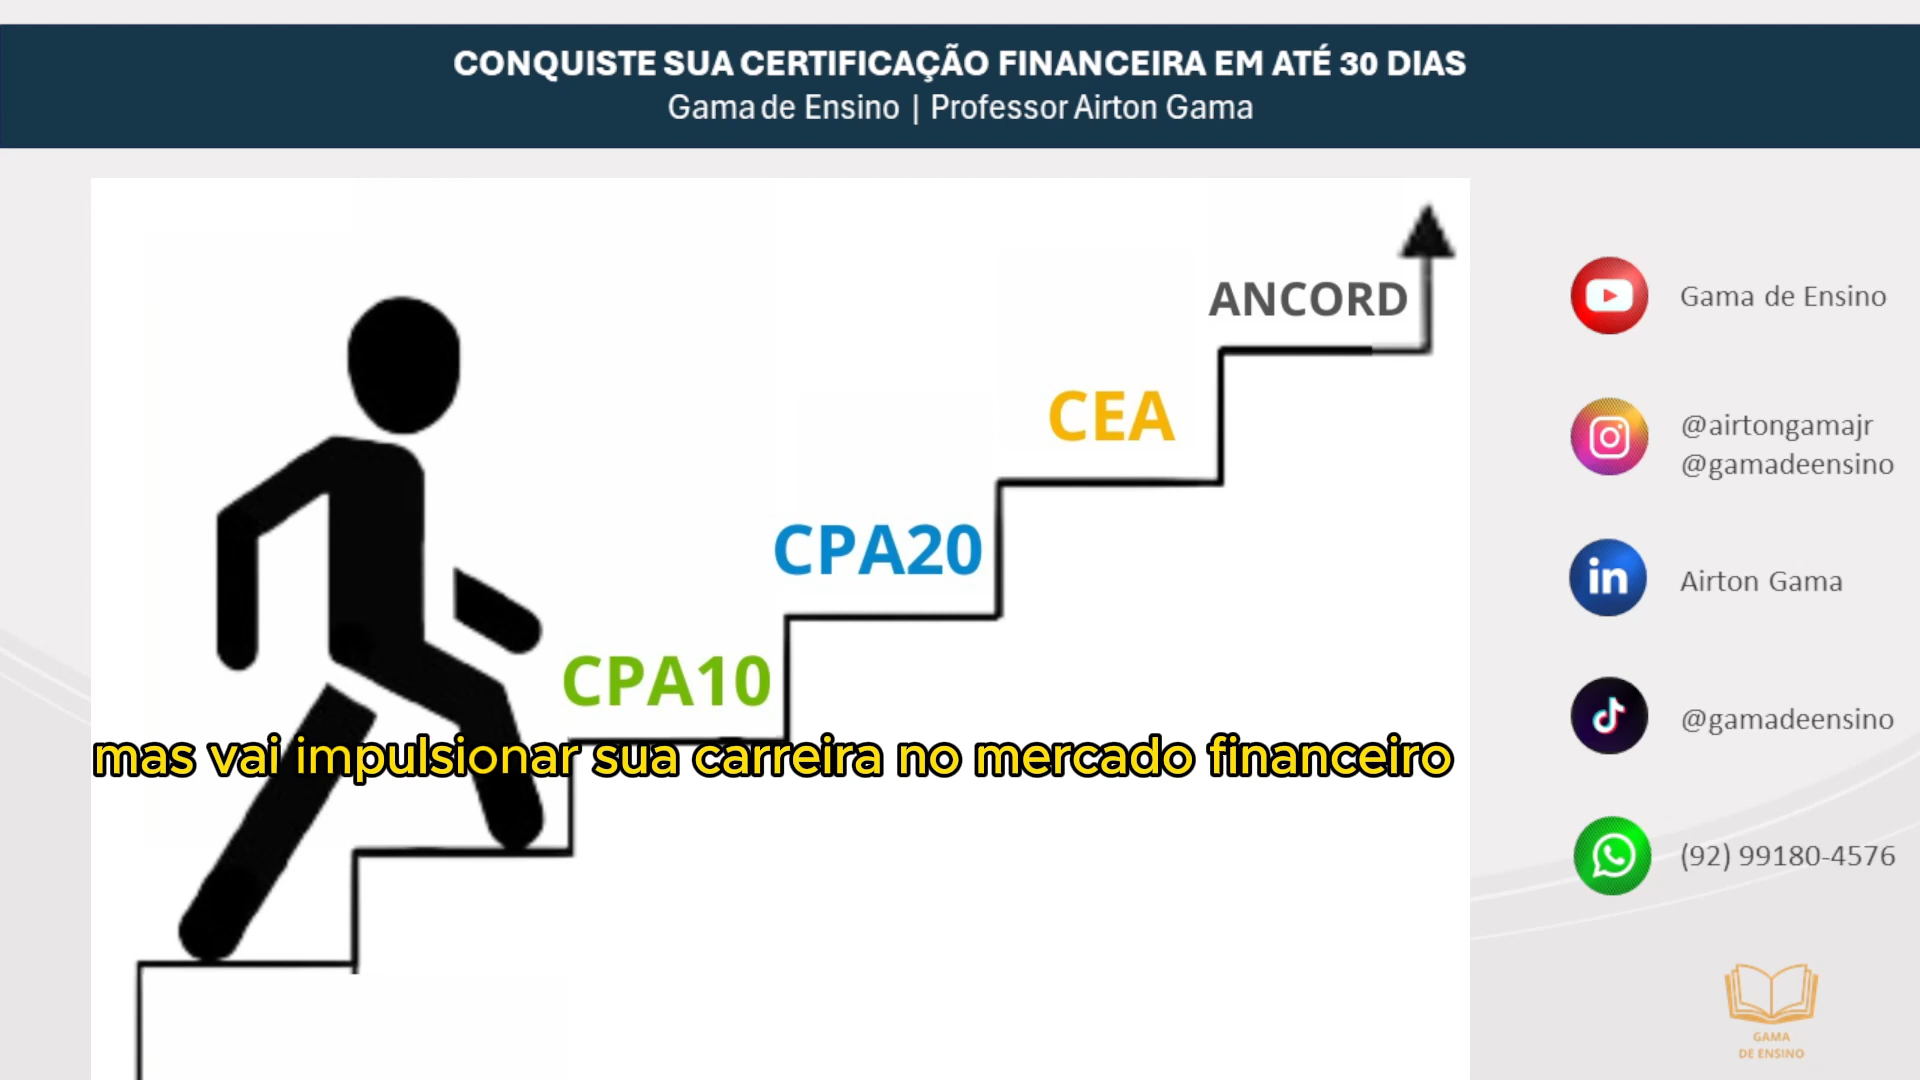 CONQUISTE SUA CERTIFICAÇÃO FINANCEIRA EM ATÉ 30 DIAS
Gama de Ensino | Professor Airton Gama
ANCORD
CEA
CPA20
CPA10
mas vai impulsionar sua carreira no mercado financeiro
Gama de Ensino
@airtongamajr
@gamadeensino
in
Airton Gama
@gamadeensino
(92) 99180-4576
GAMA
DE ENSINO